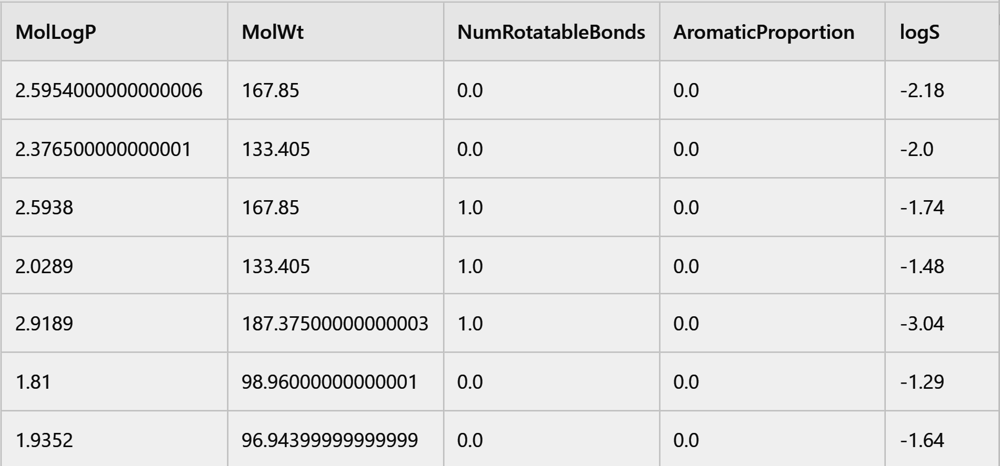 MolLogP MolWt NumRotatableBonds AromaticProportion logS
2.5954000000000006 167.85 0.0 0.0 -2.18
2.376500000000001 133.405 0.0 0.0 -2.0
2.5938 167.85 1.0 0.0 -1.74
2.0289 133.405 1.0 0.0 -1.48
2.9189 187.37500000000003 1.0 0.0 -3.04
1.81 98.96000000000001 0.0 0.0 -1.29
1.9352 96.94399999999999 0.0 0.0 -1.64